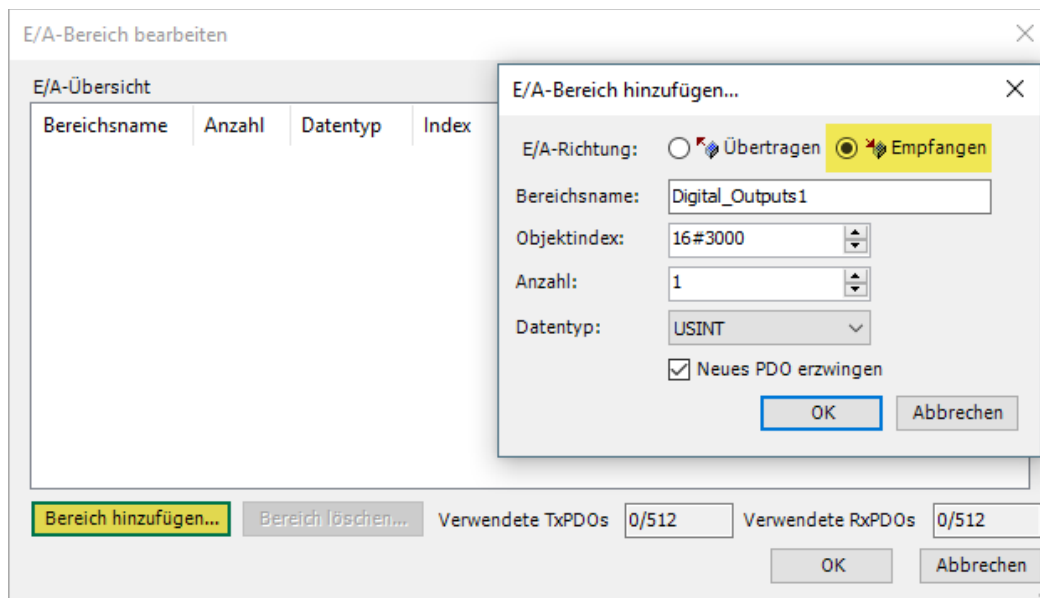 E/A-Bereich bearbeiten
E/A-Übersicht
Bereichsname Anzahl Datentyp Index
E/A-Bereich hinzufügen...
E/A-Richtung: Übertragen Empfangen
Bereichsname: Digital_Outputs1
Objektindex: 16#3000
Anzahl: 1
Datentyp: USINT
Neues PDO erzwingen
OK Abbrechen
Bereich hinzufügen... Bereich löschen... Verwendete TxPDOs 0/512 Verwendete RxPDOs 0/512
OK Abbrechen